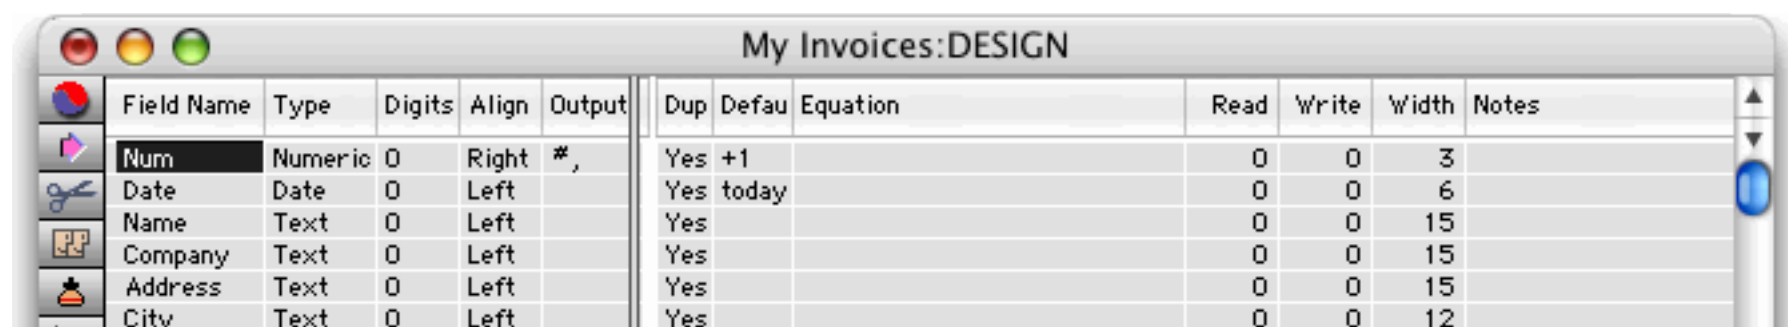 My Invoices:DESIGN
Field Name Type Digits Align Output Dup Defau Equation Read Write Width Notes
Num Numeric 0 Right #, Yes +1 0 0 3
Date Date 0 Left Yes today 0 0 6
Name Text 0 Left Yes 0 0 15
Company Text 0 Left Yes 0 0 15
Address Text 0 Left Yes 0 0 15
City Text 0 Left Yes 0 0 12